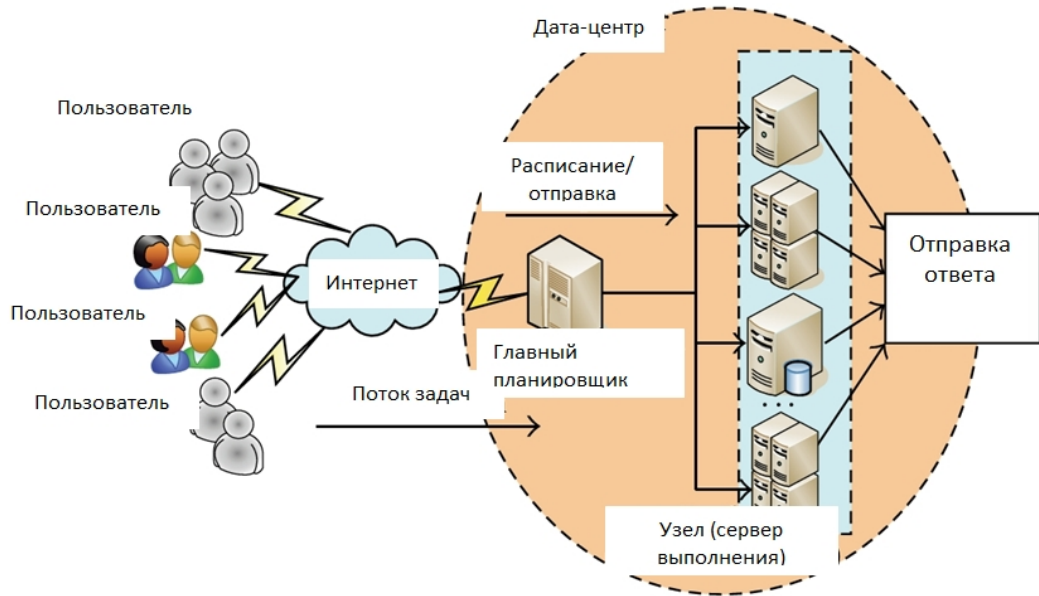 Дата-центр
Пользователь
Пользователь
Пользователь
Пользователь
Интернет
Поток задач
Расписание/
отправка
Главный
планировщик
...
Узел (сервер
выполнения)
Отправка
ответа